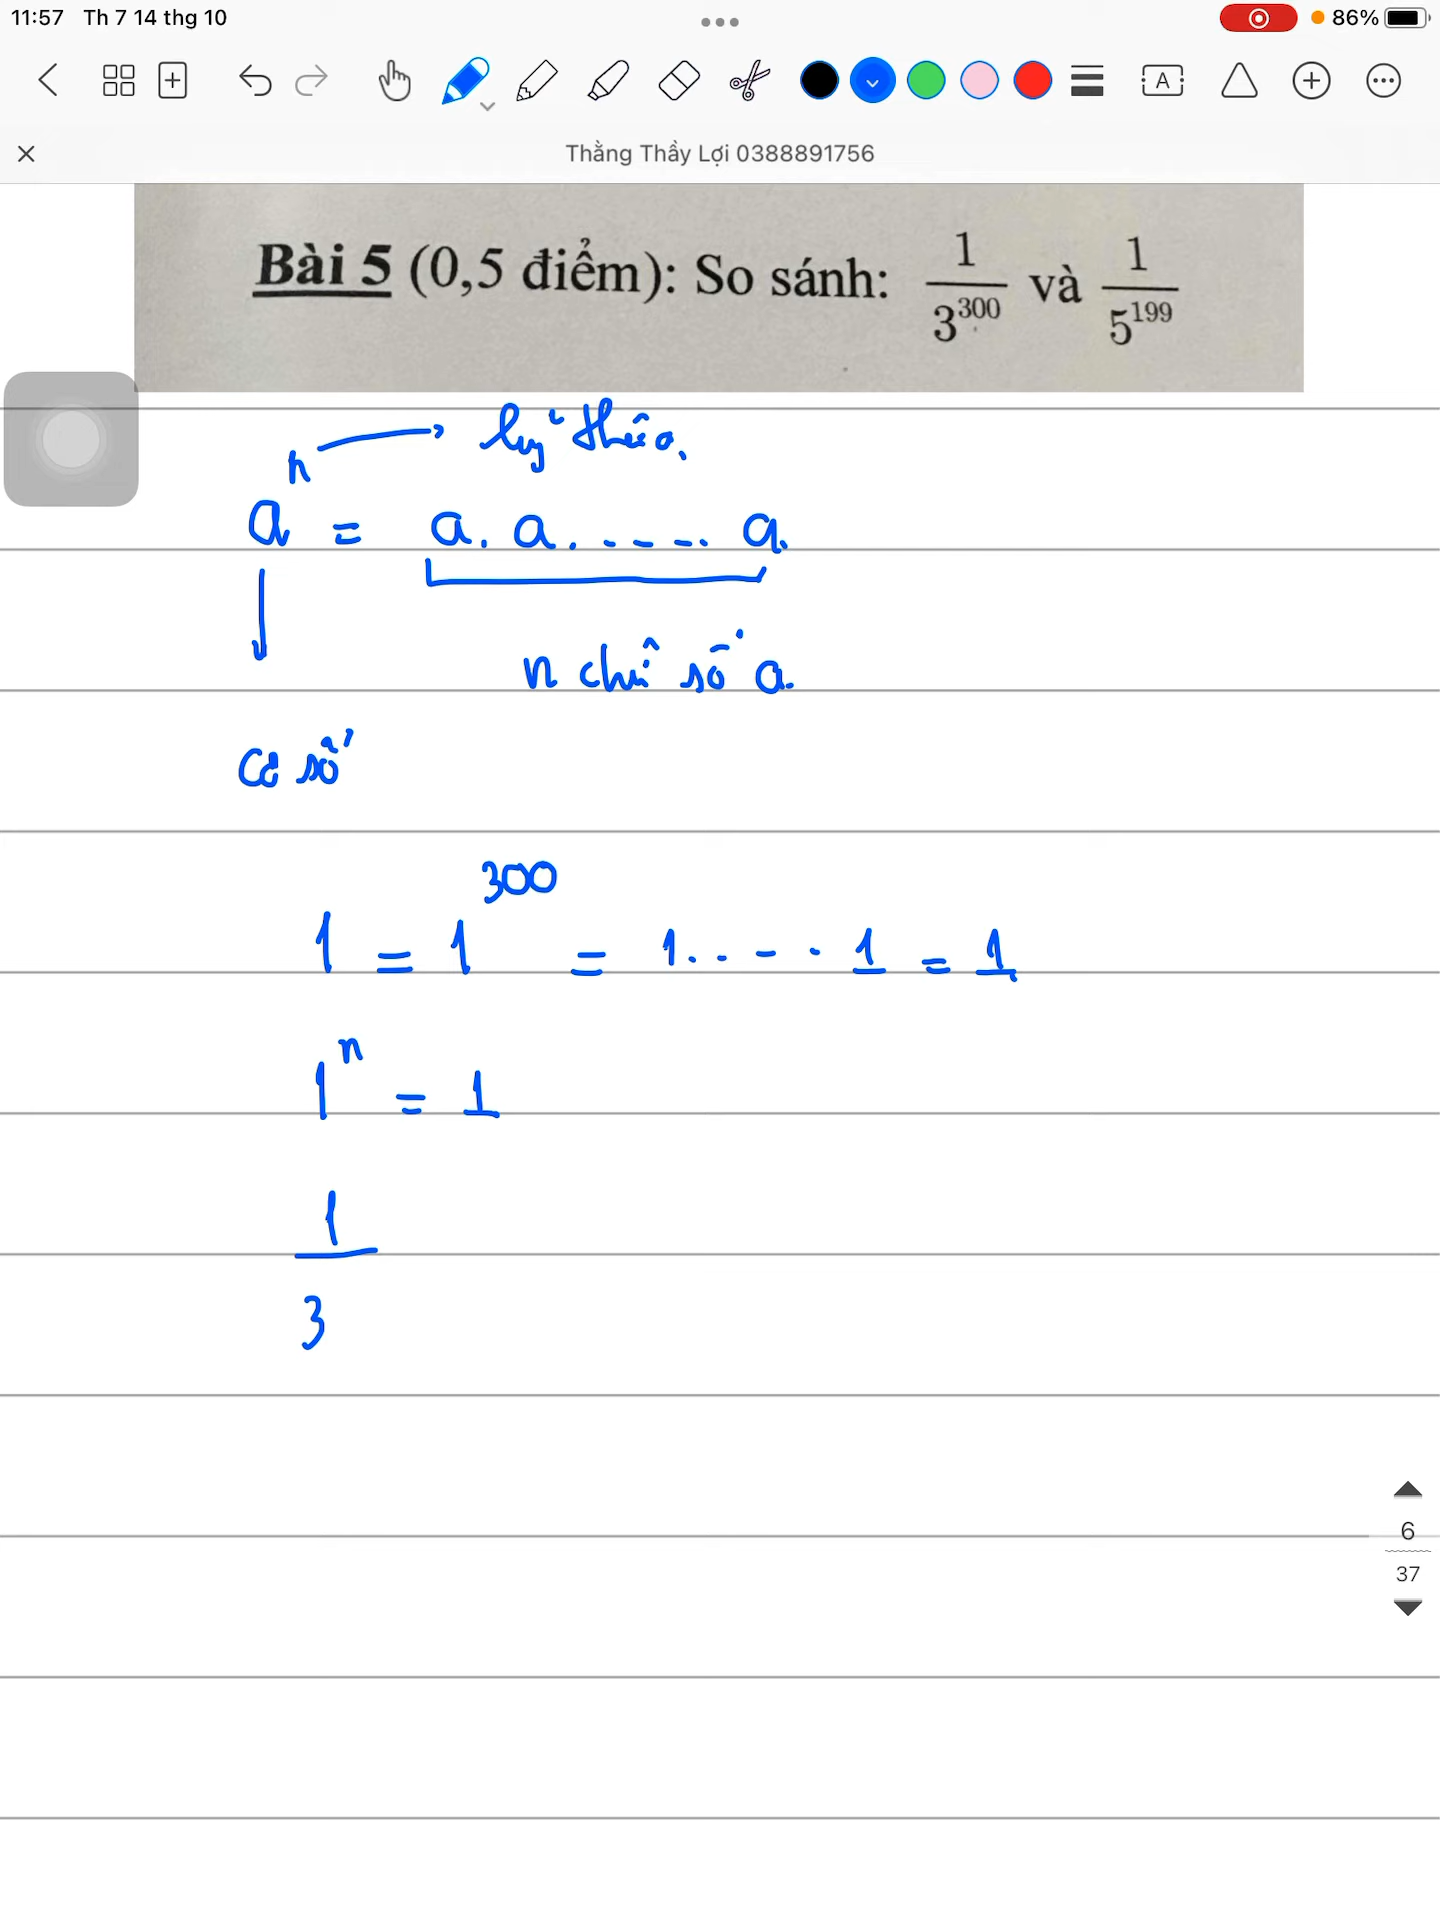 11:57 Th 7 14 thg 10 86%
A
Thằng Thầy Lợi 0388891756
Bài 5 (0,5 điểm): So sánh: 1/3^300 và 1/5^199
n → luỹ thừa.
a = a. a. ---- a.
n chữ số a.
cơ số
1 = 1^300 = 1. . - - . 1 = 1
1^n = 1
1
3
6
37